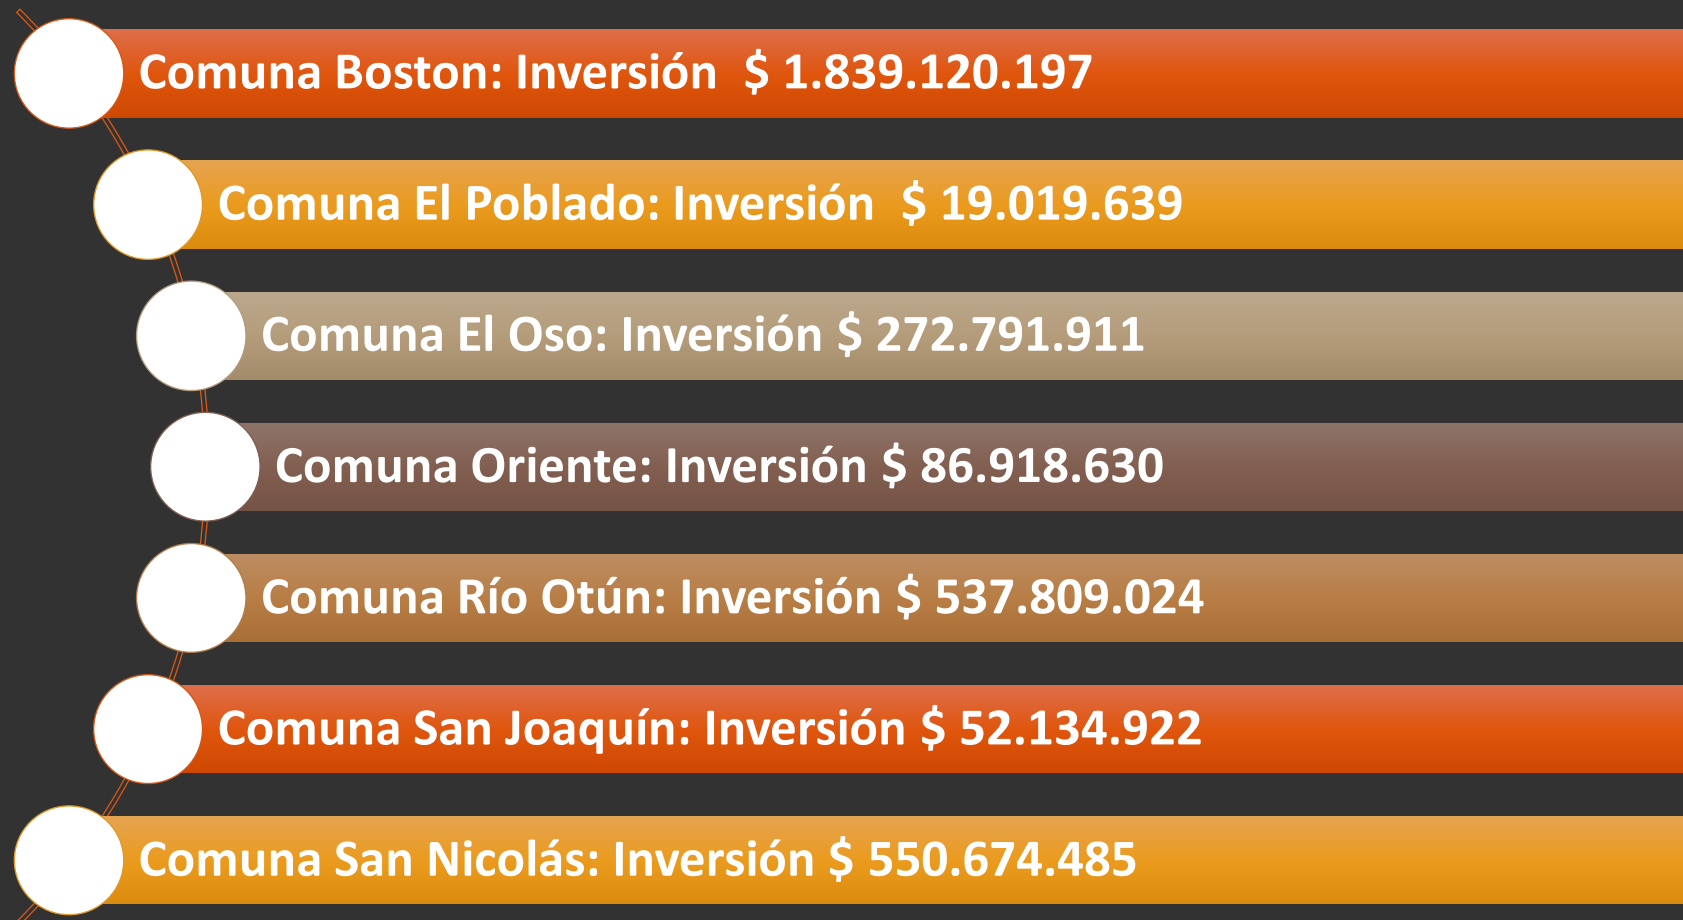 Comuna Boston: Inversión  $ 1.839.120.197
Comuna El Poblado: Inversión  $ 19.019.639
Comuna El Oso: Inversión $ 272.791.911
Comuna Oriente: Inversión $ 86.918.630
Comuna Río Otún: Inversión $ 537.809.024
Comuna San Joaquín: Inversión $ 52.134.922
Comuna San Nicolás: Inversión $ 550.674.485